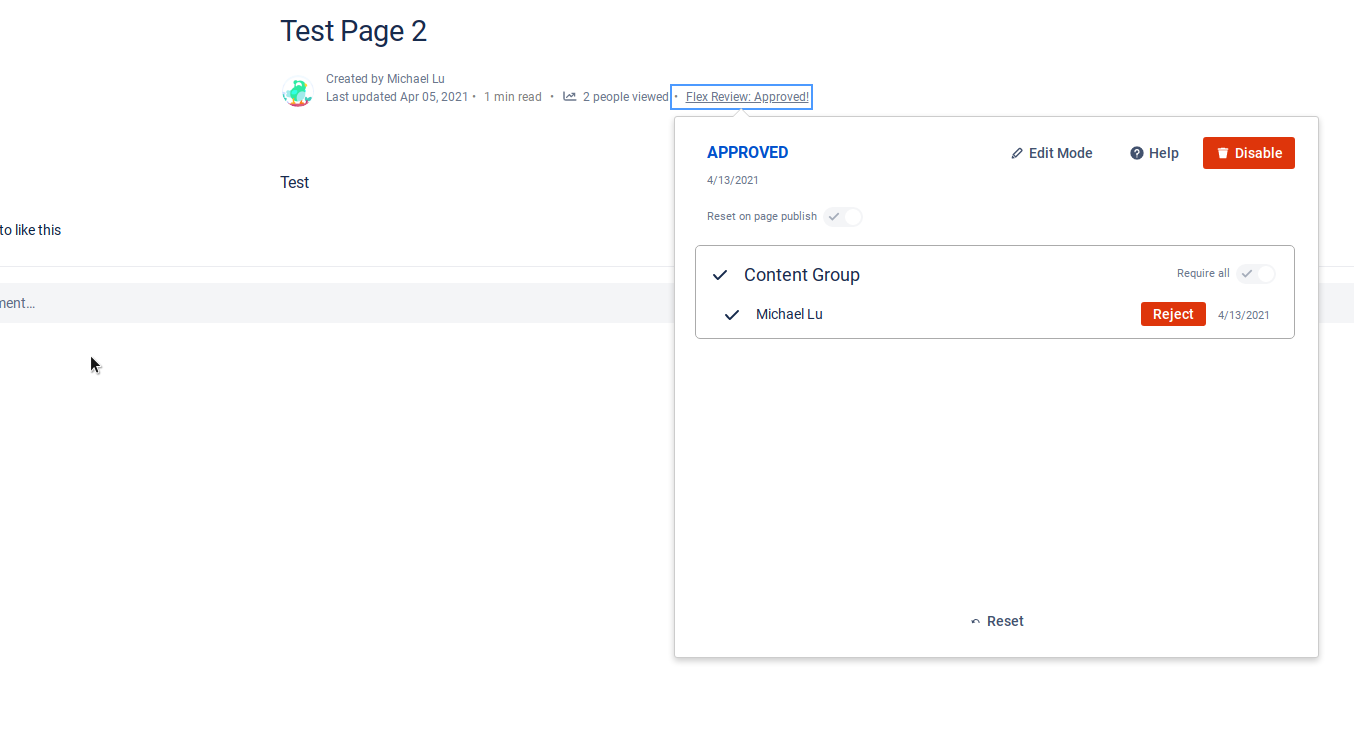 Test Page 2
Created by Michael Lu
Last updated Apr 05, 2021 • 1 min read • 2 people viewed • Flex Review: Approved!
APPROVED Edit Mode Help Disable
4/13/2021
Test
Reset on page publish
to like this
Content Group Require all
ment...
Michael Lu Reject 4/13/2021
Reset